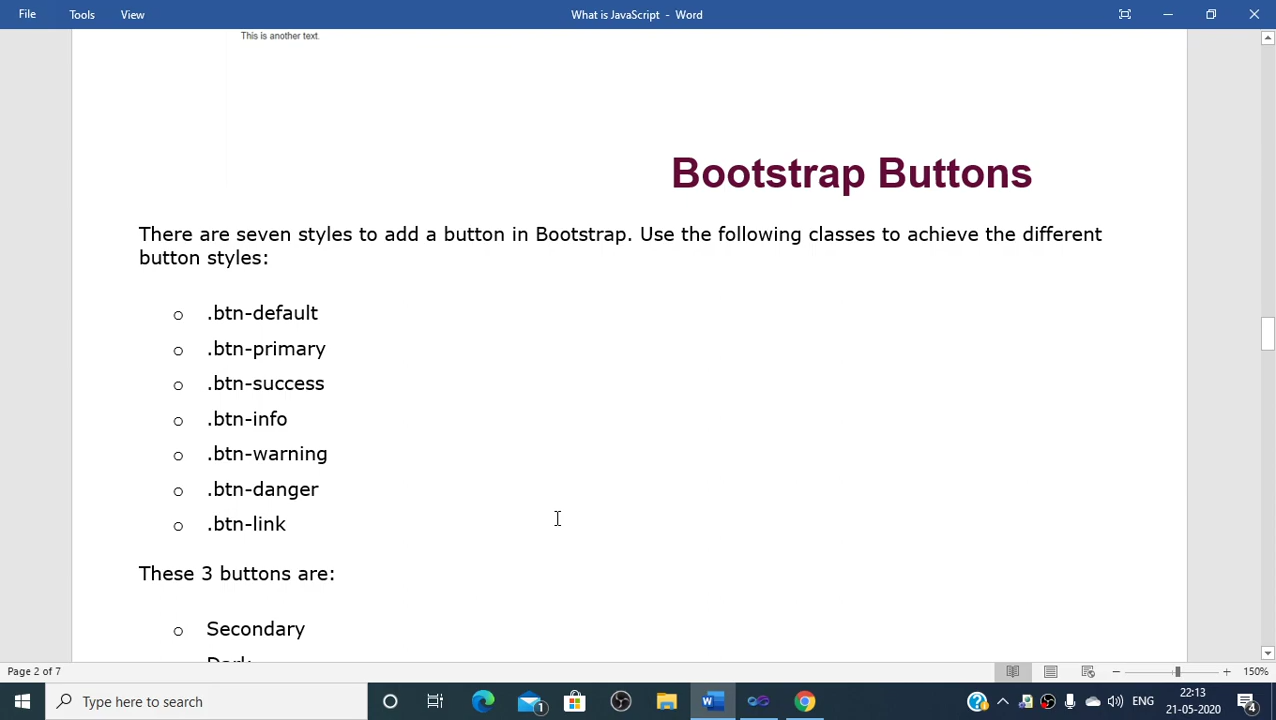 File Tools View What is JavaScript - Word
This is another text.
Bootstrap Buttons
There are seven styles to add a button in Bootstrap. Use the following classes to achieve the different
button styles:
o .btn-default
o .btn-primary
o .btn-success
o .btn-info
o .btn-warning
o .btn-danger
o .btn-link
These 3 buttons are:
o Secondary
Dark
Page 2 of 7 150%
Type here to search 1 ENG 22:13 4
21-05-2020